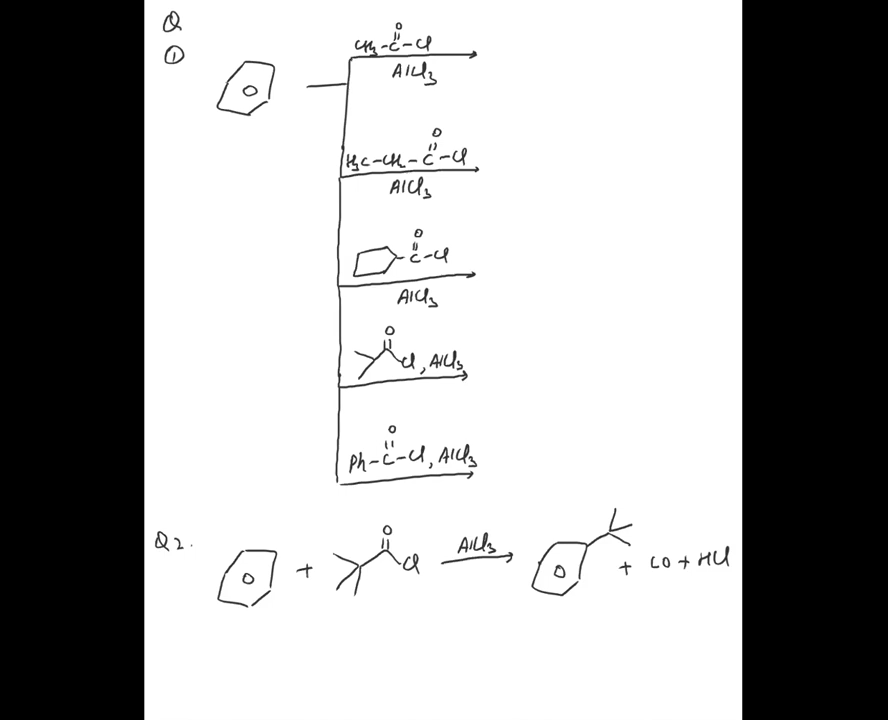 Q
①
O
CH₃-C-Cl
AlCl₃
O
O
H₃C-CH₂-C-Cl
AlCl₃
O
C-Cl
AlCl₃
O
Cl, AlCl₃
O
Ph-C-Cl, AlCl₃
Q2.
O
+
O
Cl
AlCl₃
O
+ CO + HCl